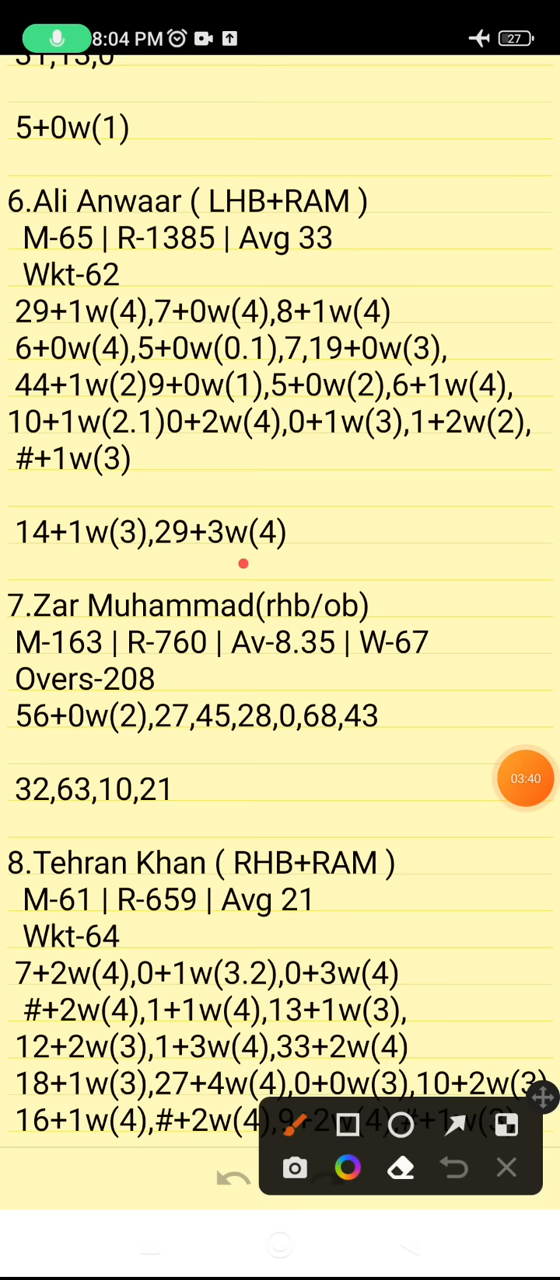 8:04 PM
27
31,13,0
5+0w(1)
6.Ali Anwaar ( LHB+RAM )
M-65 | R-1385 | Avg 33
Wkt-62
29+1w(4),7+0w(4),8+1w(4)
6+0w(4),5+0w(0.1),7,19+0w(3),
44+1w(2)9+0w(1),5+0w(2),6+1w(4),
10+1w(2.1)0+2w(4),0+1w(3),1+2w(2),
#+1w(3)
14+1w(3),29+3w(4)
7.Zar Muhammad(rhb/ob)
M-163 | R-760 | Av-8.35 | W-67
Overs-208
56+0w(2),27,45,28,0,68,43
03:40
32,63,10,21
8.Tehran Khan ( RHB+RAM )
M-61 | R-659 | Avg 21
Wkt-64
7+2w(4),0+1w(3.2),0+3w(4)
#+2w(4),1+1w(4),13+1w(3),
12+2w(3),1+3w(4),33+2w(4)
18+1w(3),27+4w(4),0+0w(3),10+2w(3)
16+1w(4),#+2w(4),9+2w(4),#+1w(3)